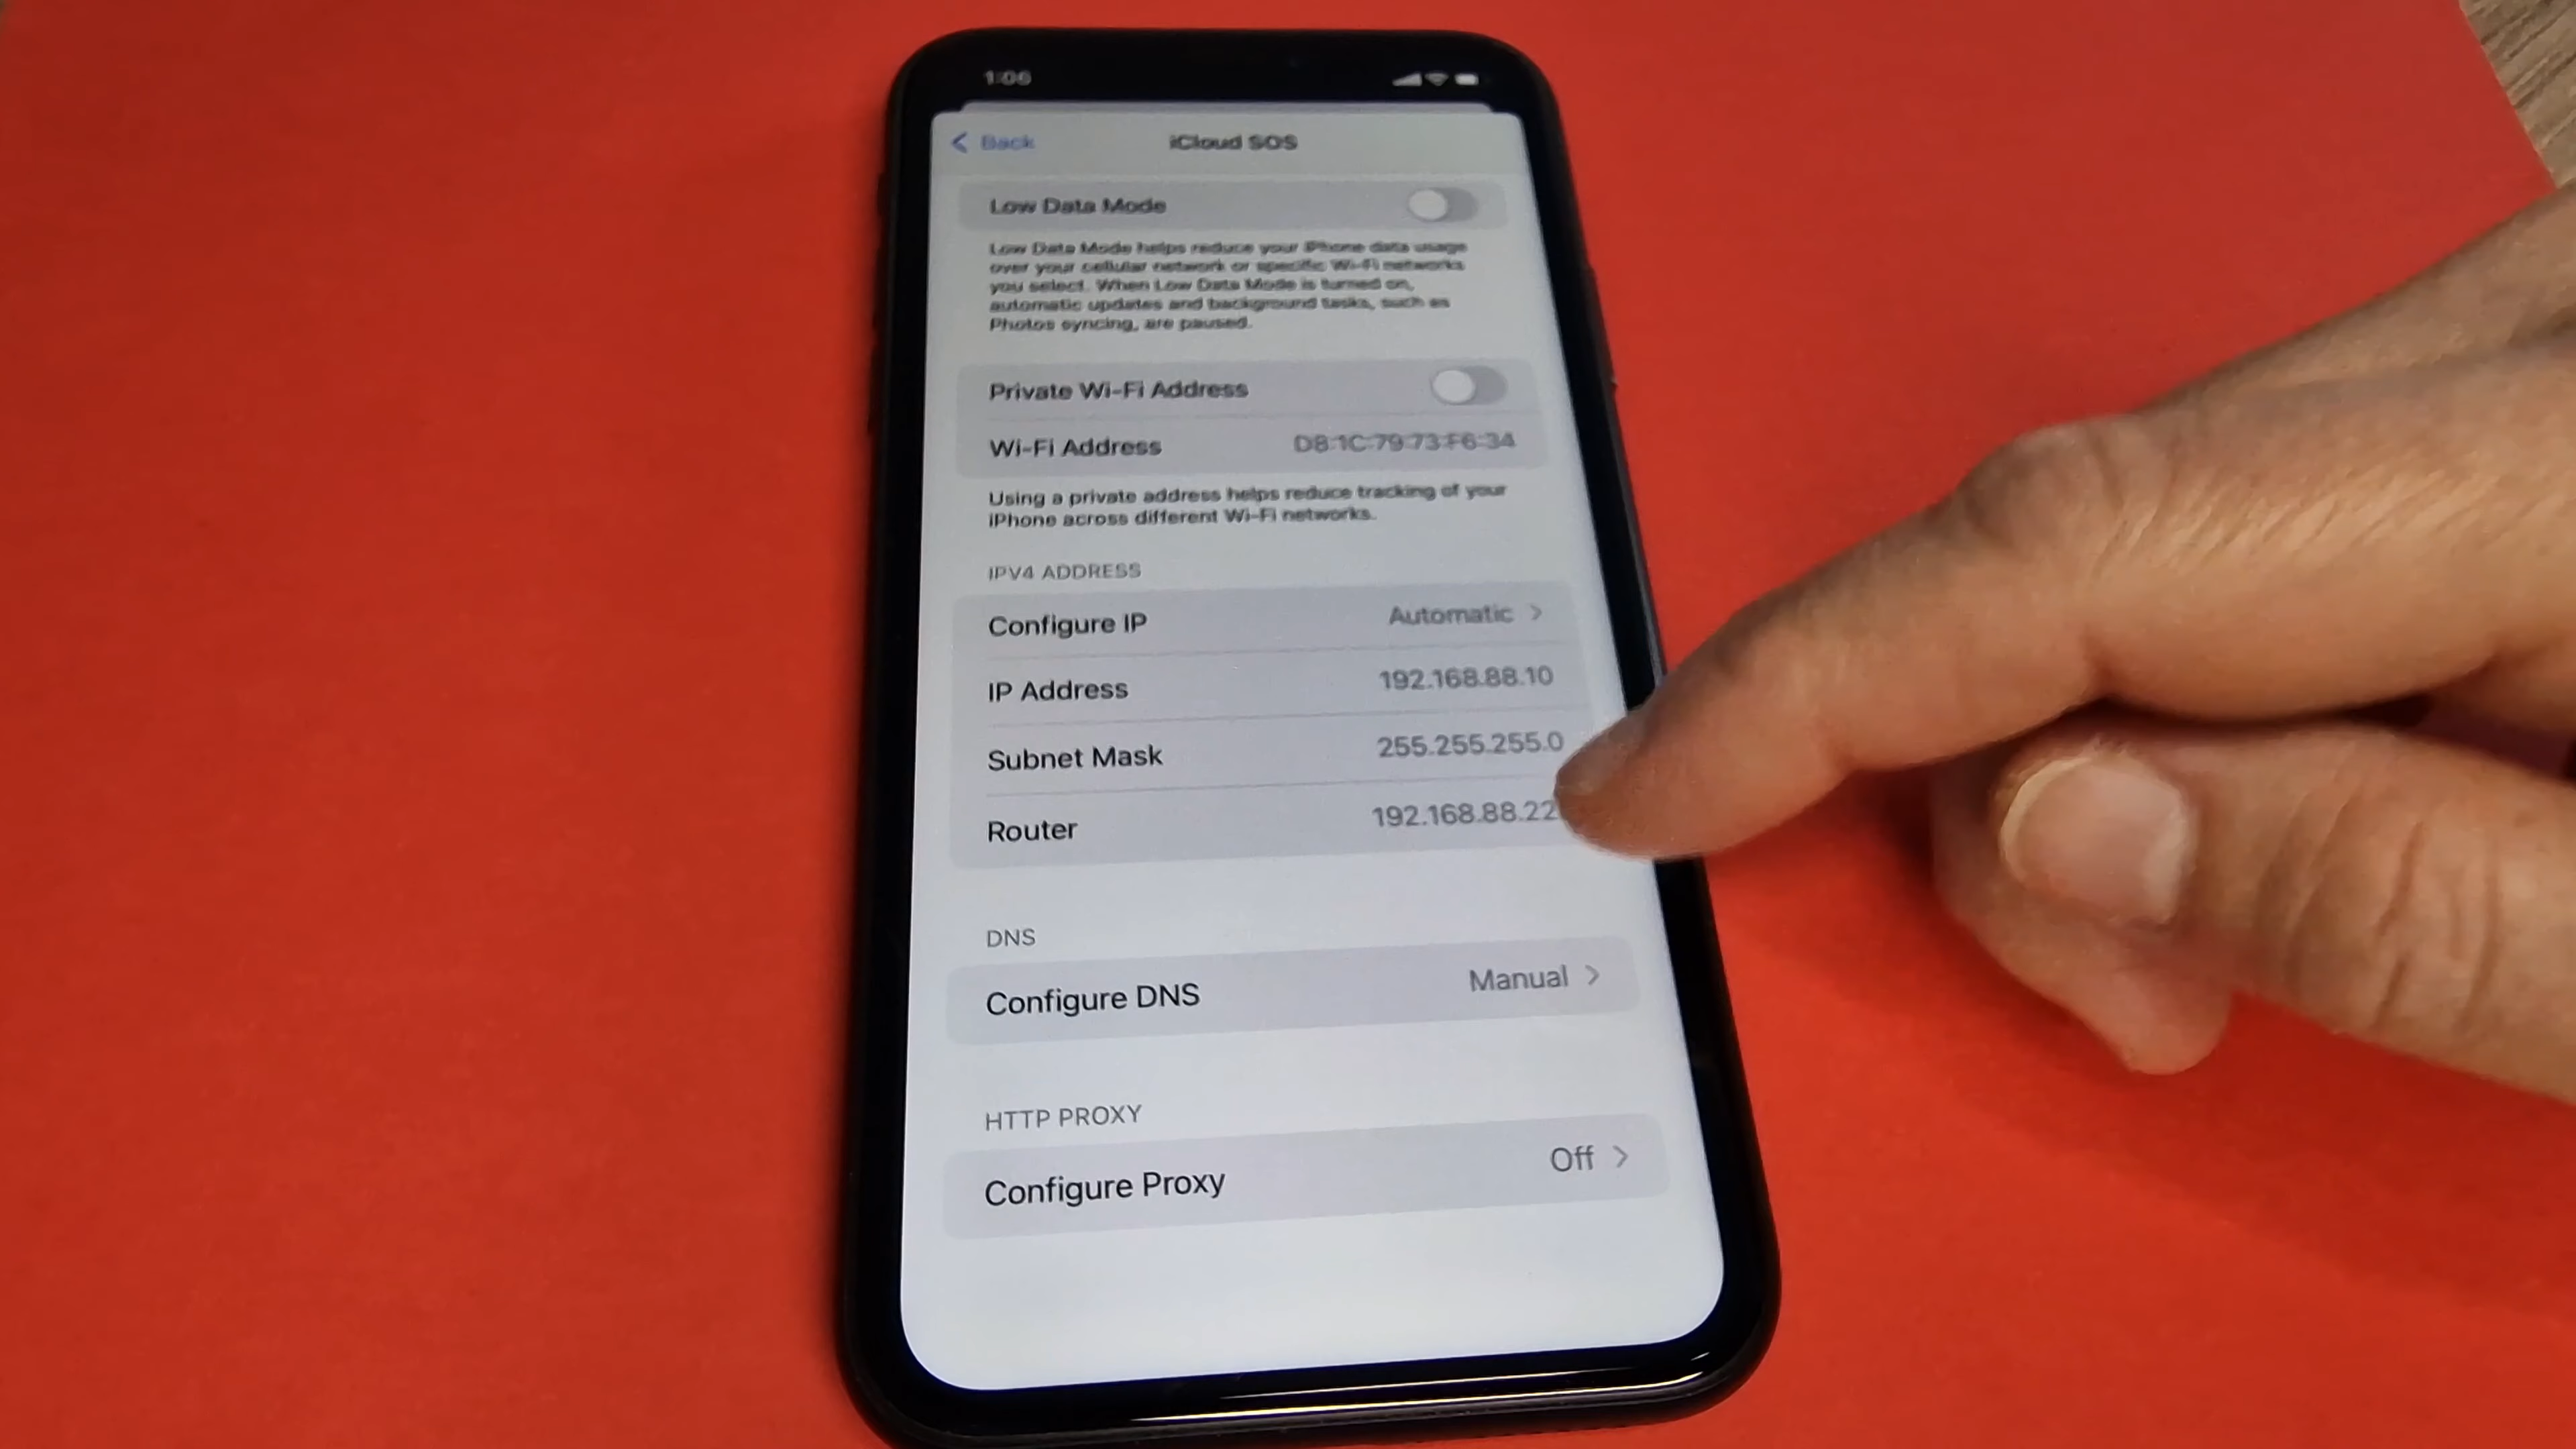 1:06
Back
iCloud SOS
Low Data Mode
Low Data Mode helps reduce your iPhone data usage
over your cellular network or specific Wi-Fi networks
you select. When Low Data Mode is turned on,
automatic updates and background tasks, such as
Photos syncing, are paused.
Private Wi-Fi Address
Wi-Fi Address D8:1C:79:73:F6:34
Using a private address helps reduce tracking of your
iPhone across different Wi-Fi networks.
IPV4 ADDRESS
Configure IP Automatic
IP Address 192.168.88.10
Subnet Mask 255.255.255.0
Router 192.168.88.22
DNS
Configure DNS Manual
HTTP PROXY
Configure Proxy Off